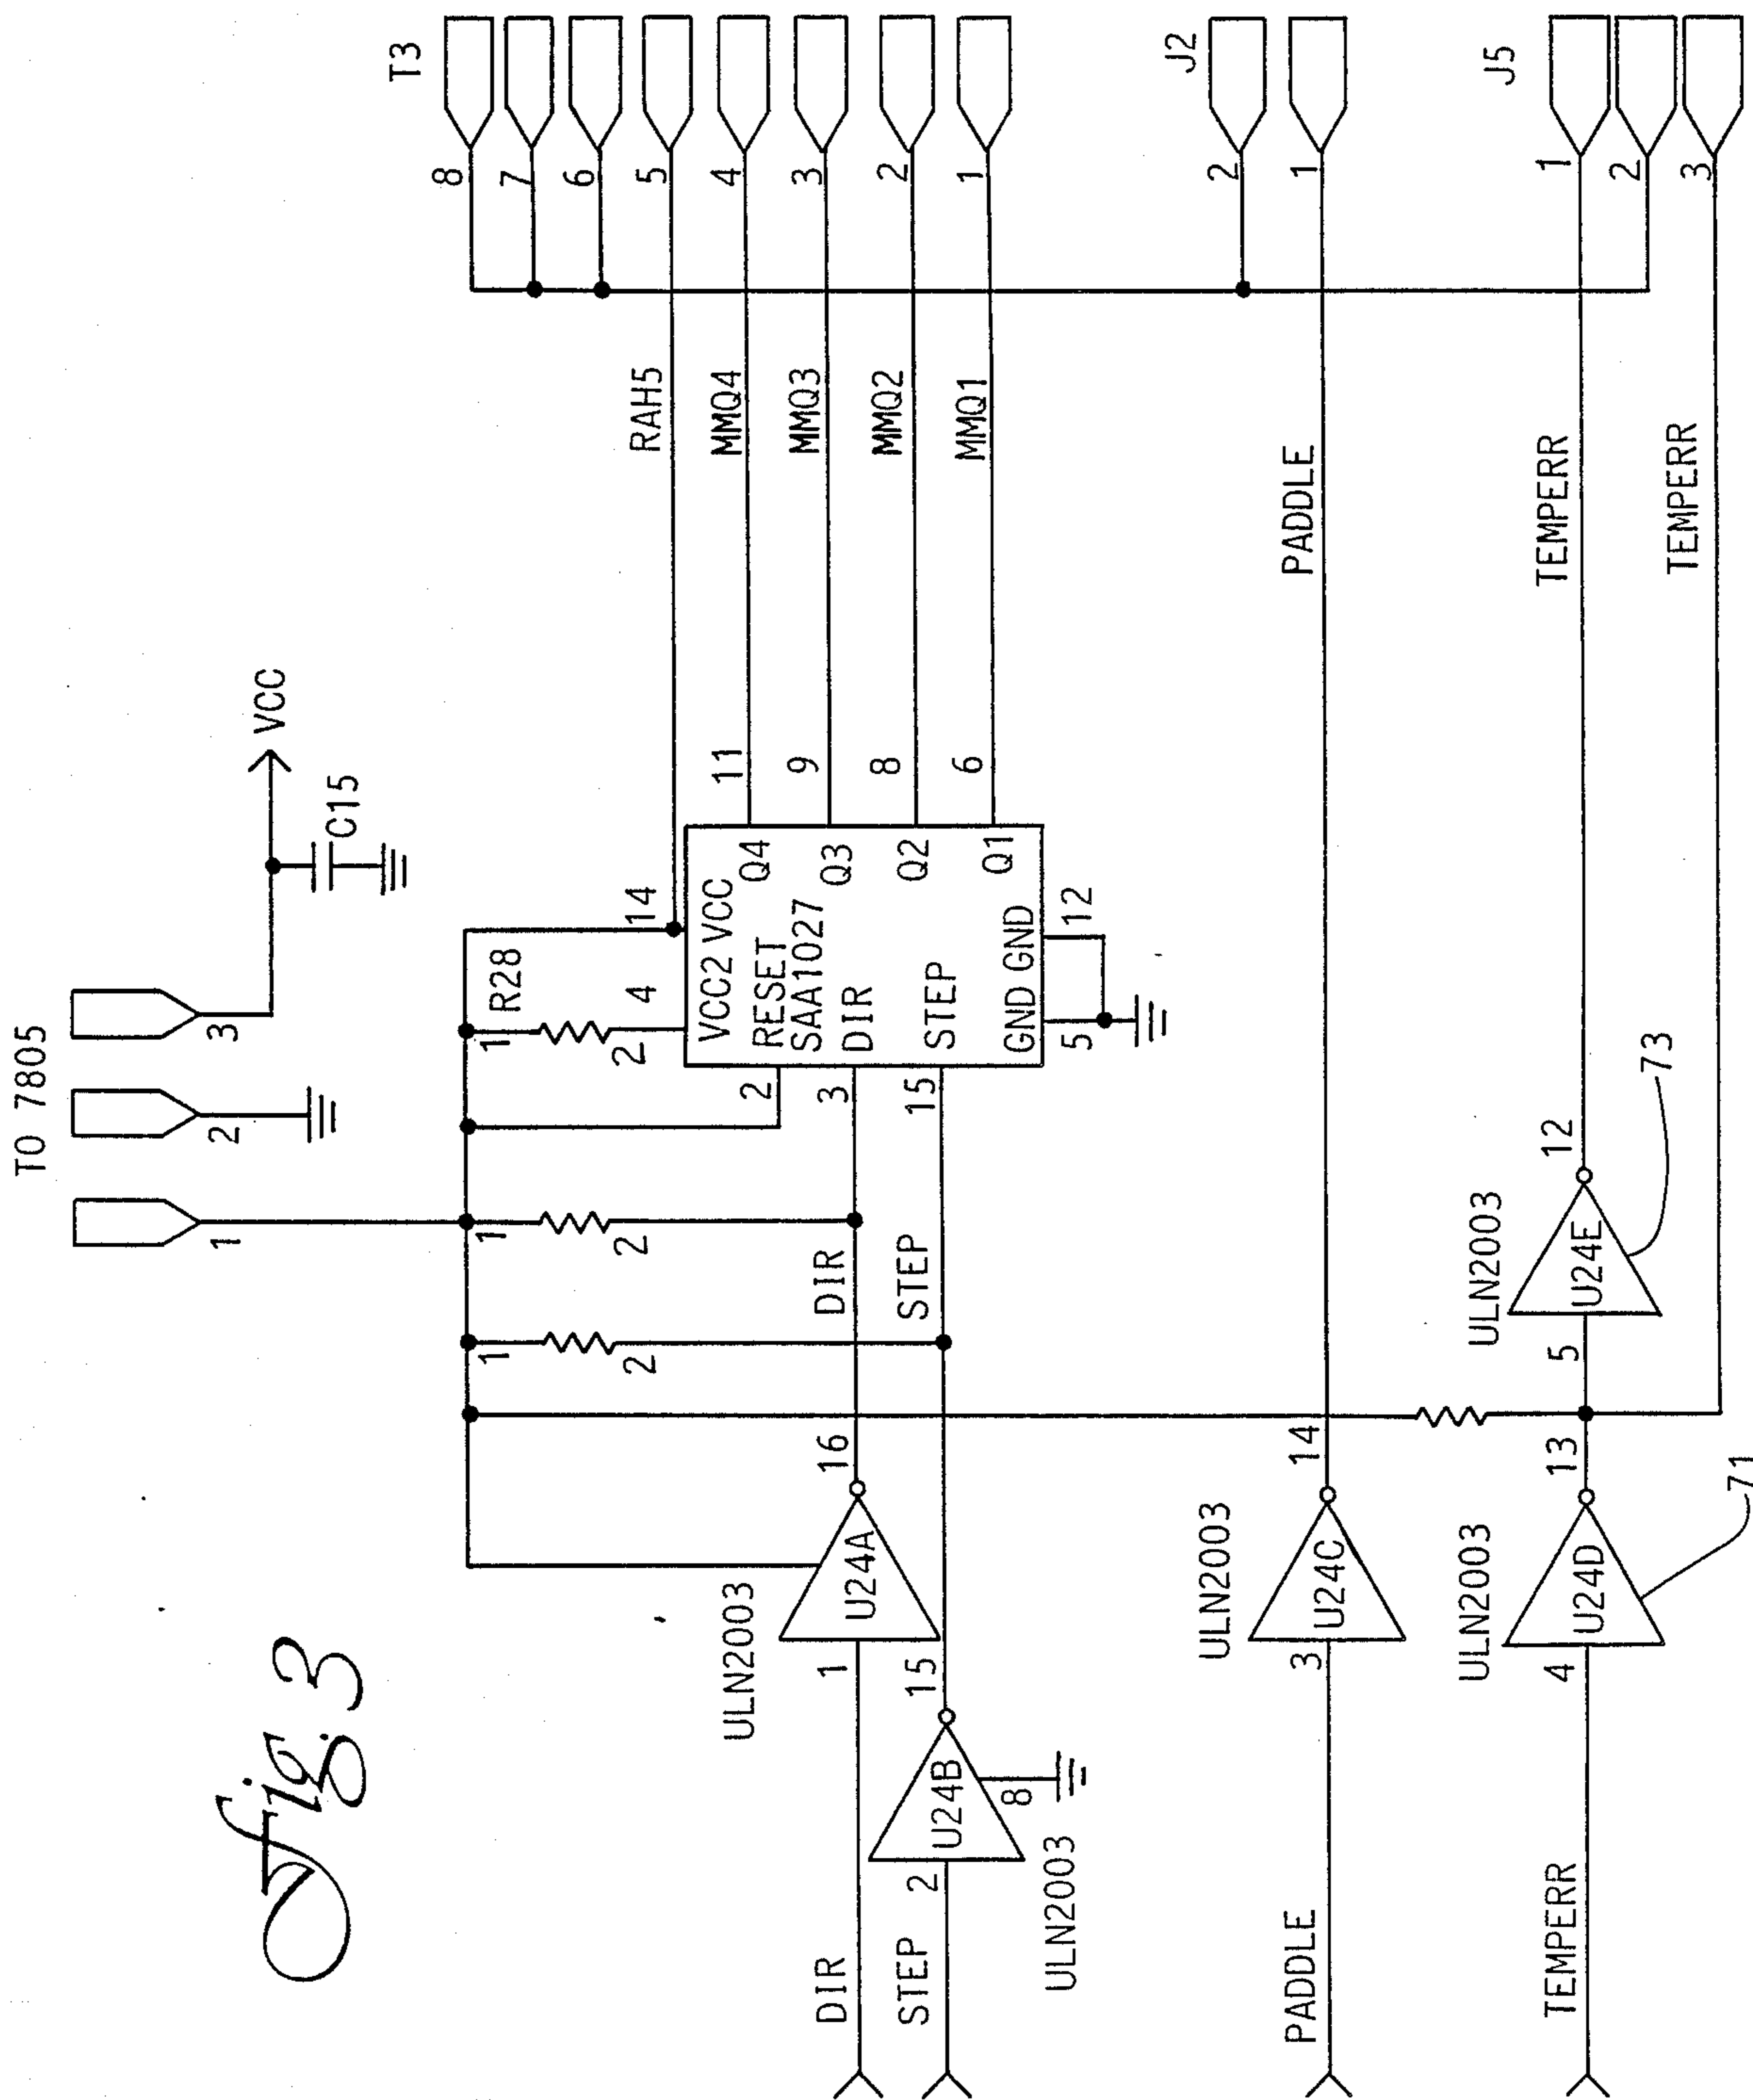 Fig. 3
TO 7805
1
2
3
VCC
C15
T3
8
7
6
5
4
3
2
1
RAH5
MMQ4
MMQ3
MMQ2
MMQ1
J2
2
1
PADDLE
J5
1
2
3
TEMPERR
TEMPERR
1
2
1
2
1
2
R28
4
14
VCC2 VCC
RESET
SAA1027
DIR
STEP
Q4
Q3
Q2
Q1
GND GND
2
3
15
11
9
8
6
5
12
DIR
STEP
DIR
1
ULN2003
U24A
16
STEP
2
U24B
8
15
ULN2003
PADDLE
3
ULN2003
U24C
14
TEMPERR
4
ULN2003
U24D
13
71
5
ULN2003
U24E
12
73